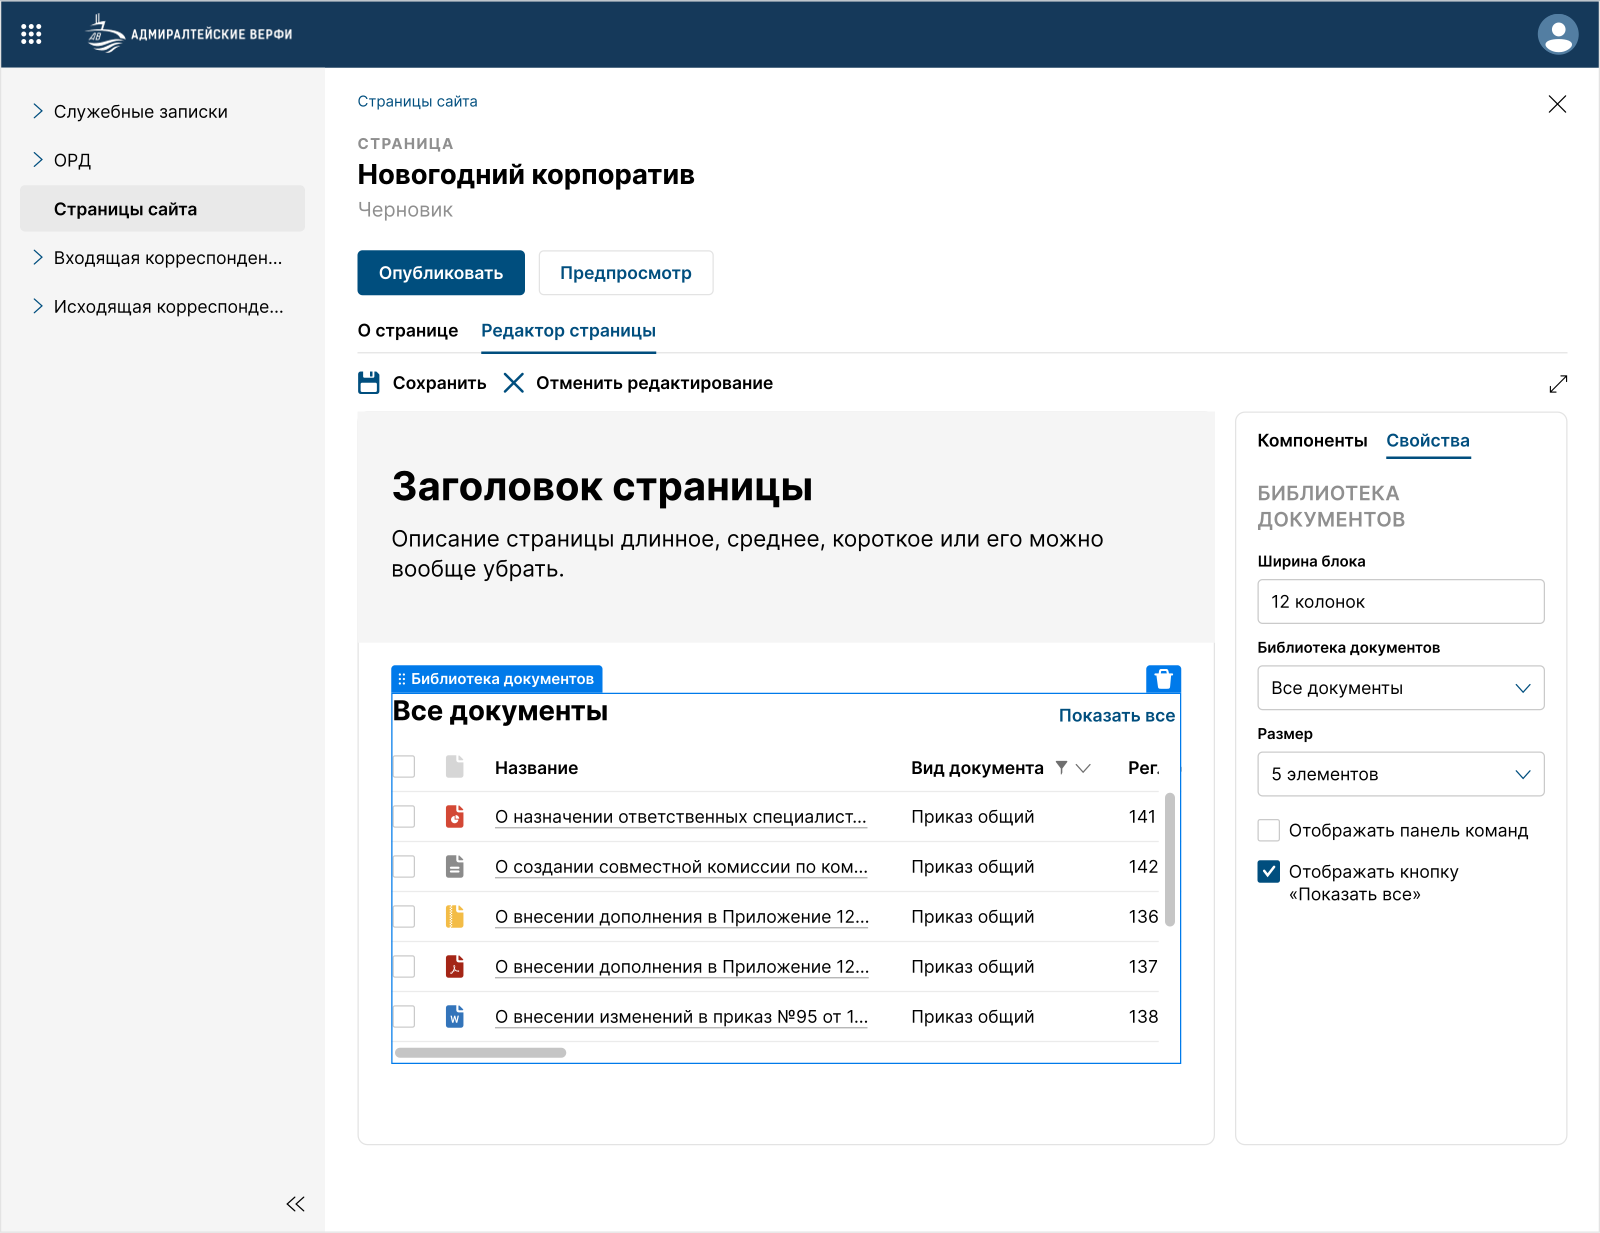 АДМИРАЛТЕЙСКИЕ ВЕРФИ
Служебные записки
ОРД
Страницы сайта
Входящая корреспонден...
Исходящая корреспонде...
Страницы сайта
СТРАНИЦА
Новогодний корпоратив
Черновик
Опубликовать
Предпросмотр
О странице
Редактор страницы
Сохранить
Отменить редактирование
Заголовок страницы
Описание страницы длинное, среднее, короткое или его можно
вообще убрать.
Библиотека документов
Все документы
Показать все
Название Вид документа Рег.
О назначении ответственных специалист... Приказ общий 141
О создании совместной комиссии по ком... Приказ общий 142
О внесении дополнения в Приложение 12... Приказ общий 136
О внесении дополнения в Приложение 12... Приказ общий 137
О внесении изменений в приказ №95 от 1... Приказ общий 138
Компоненты
Свойства
БИБЛИОТЕКА
ДОКУМЕНТОВ
Ширина блока
12 колонок
Библиотека документов
Все документы
Размер
5 элементов
Отображать панель команд
Отображать кнопку
«Показать все»